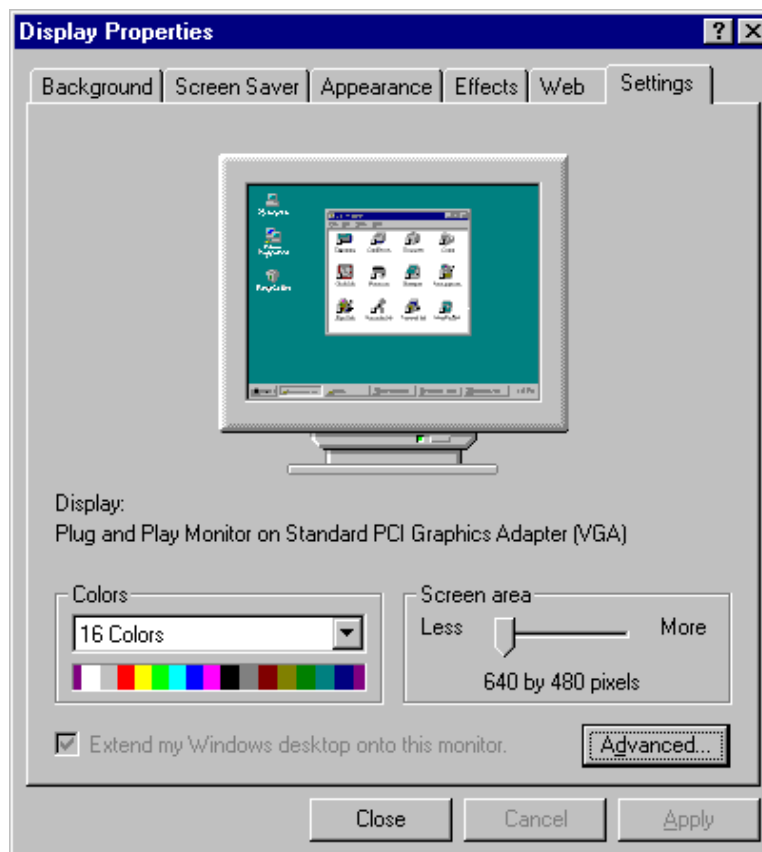 Display Properties
Background Screen Saver Appearance Effects Web Settings
Display:
Plug and Play Monitor on Standard PCI Graphics Adapter (VGA)
Colors
16 Colors
Screen area
Less More
640 by 480 pixels
Extend my Windows desktop onto this monitor.
Advanced...
Close Cancel Apply